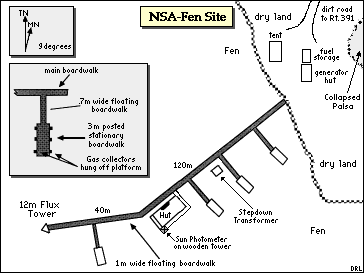 NSA-Fen Site
TN
MN
9 degrees
main boardwalk
.7m wide floating
boardwalk
3m posted
stationary
boardwalk
Gas collectors
hung off platform
dirt road
to Rt.391
dry land
tent
Fen
fuel
storage
generator
hut
Collapsed
Palsa
dry land
120m
Stepdown
Transformer
12m Flux
Tower
40m
Hut
Sun Photometer
on wooden tower
1m wide floating boardwalk
Fen
DRL